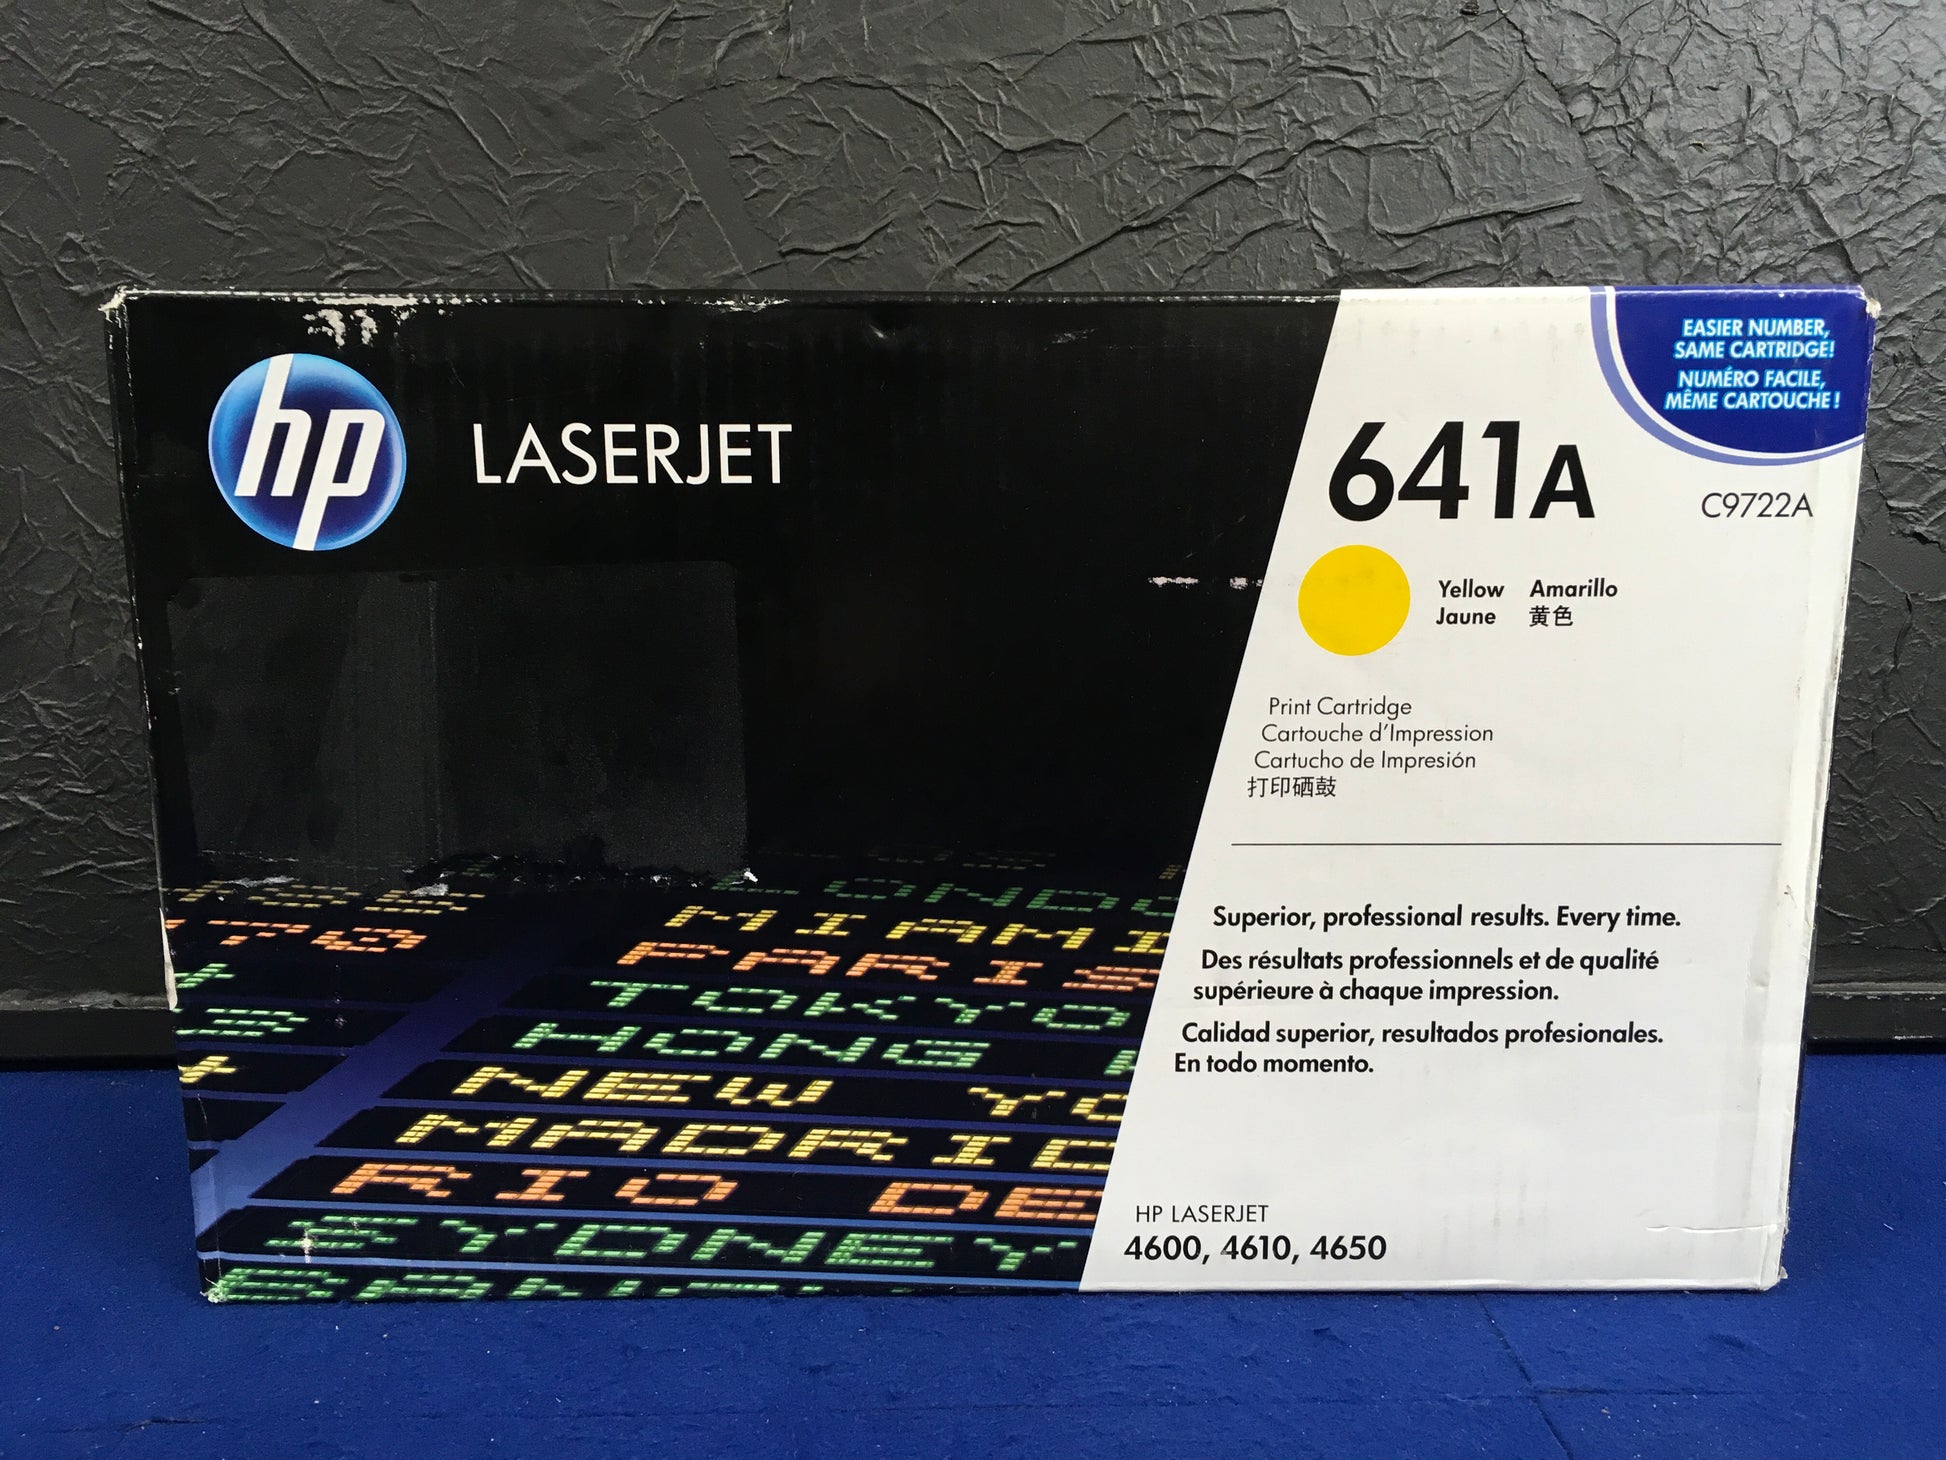 hp LASERJET
EASIER NUMBER,
SAME CARTRIDGE!
NUMÉRO FACILE,
MÊME CARTOUCHE!
641A
C9722A
Yellow Amarillo
Jaune 黄色
Print Cartridge
Cartouche d'Impression
Cartucho de Impresión
打印硒鼓
Superior, professional results. Every time.
Des résultats professionnels et de qualité
supérieure à chaque impression.
Calidad superior, resultados profesionales.
En todo momento.
HP LASERJET
4600, 4610, 4650
MIAMI
PARIS
TOKYO
HONG
NEW YO
MADRID
RIO DE
SYDNEY